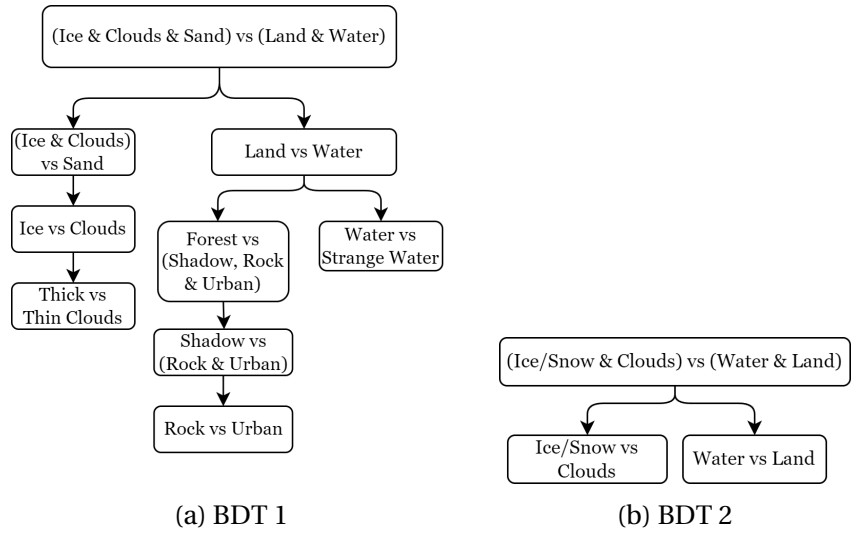 (Ice & Clouds & Sand) vs (Land & Water)
(Ice & Clouds)
vs Sand
Land vs Water
Ice vs Clouds
Forest vs
(Shadow, Rock
& Urban)
Water vs
Strange Water
Thick vs
Thin Clouds
Shadow vs
(Rock & Urban)
Rock vs Urban
(a) BDT 1
(Ice/Snow & Clouds) vs (Water & Land)
Ice/Snow vs
Clouds
Water vs Land
(b) BDT 2